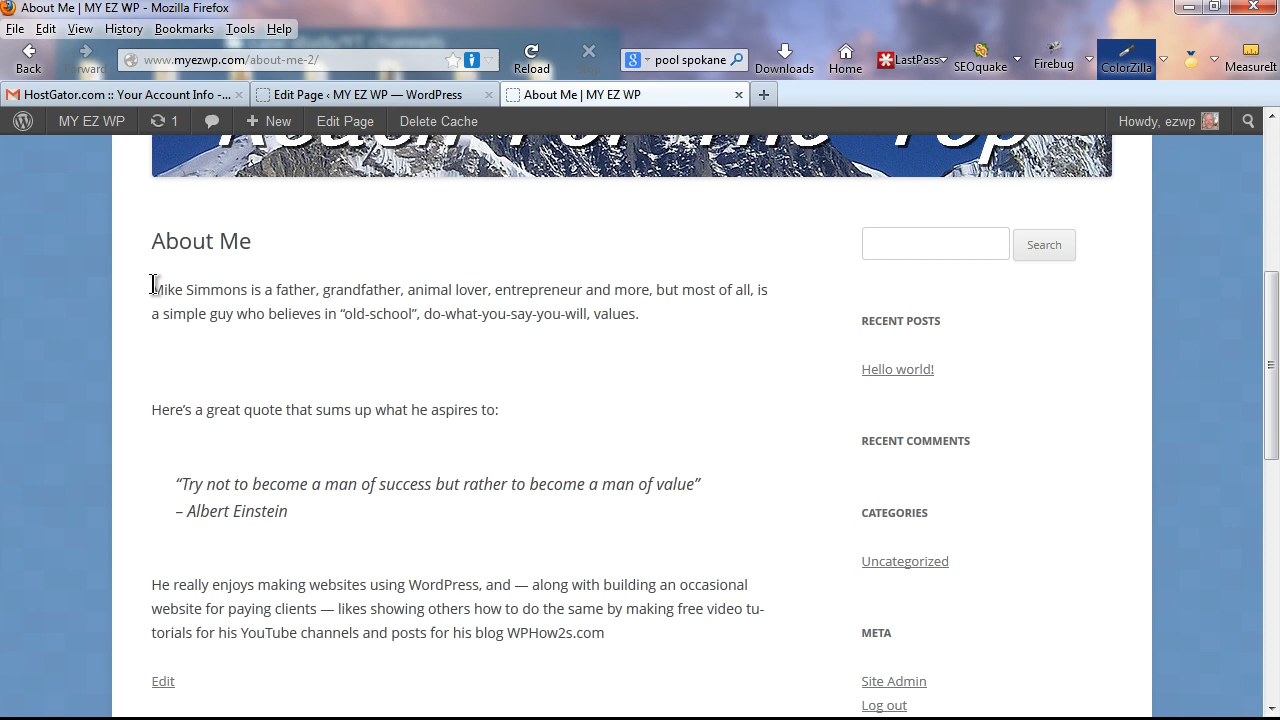 About Me | MY EZ WP - Mozilla Firefox
File Edit View History Bookmarks Tools Help
Back Forward www.myezwp.com/about-me-2/ Reload pool spokane Downloads Home LastPass SEOquake Firebug ColorZilla MeasureIt
HostGator.com :: Your Account Info -... Edit Page ‹ MY EZ WP — WordPress About Me | MY EZ WP
MY EZ WP 1 New Edit Page Delete Cache Howdy, ezwp
Reach For The Top
About Me
Search
Mike Simmons is a father, grandfather, animal lover, entrepreneur and more, but most of all, is
a simple guy who believes in “old-school”, do-what-you-say-you-will, values.
Here’s a great quote that sums up what he aspires to:
“Try not to become a man of success but rather to become a man of value”
– Albert Einstein
He really enjoys making websites using WordPress, and — along with building an occasional
website for paying clients — likes showing others how to do the same by making free video tu-
torials for his YouTube channels and posts for his blog WPHow2s.com
Edit
RECENT POSTS
Hello world!
RECENT COMMENTS
CATEGORIES
Uncategorized
META
Site Admin
Log out